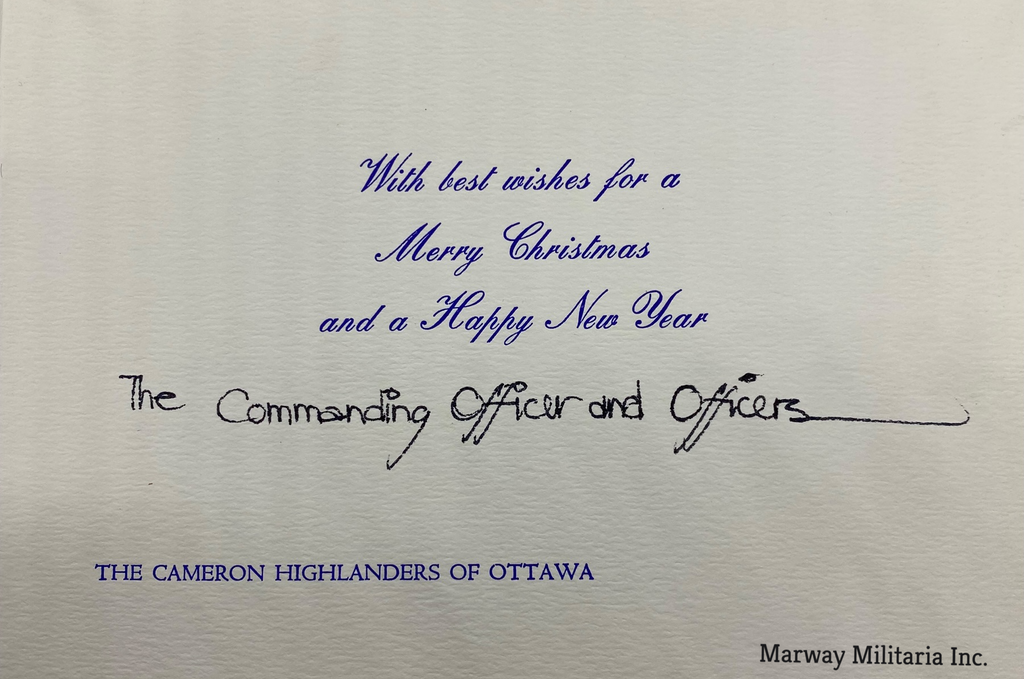 With best wishes for a
Merry Christmas
and a Happy New Year
The Commanding Officer and Officers
THE CAMERON HIGHLANDERS OF OTTAWA
Marway Militaria Inc.